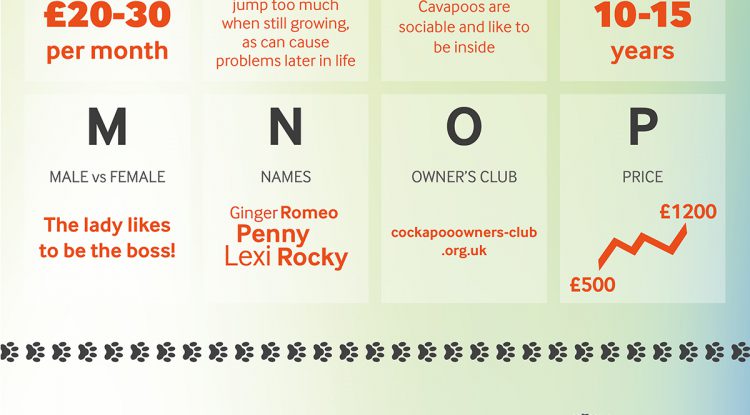 £20-30
per month
jump too much
when still growing,
as can cause
problems later in life
Cavapoos are
sociable and like to
be inside
10-15
years
M
MALE vs FEMALE
The lady likes
to be the boss!
N
NAMES
Ginger Romeo
Penny
Lexi Rocky
O
OWNER'S CLUB
cockapooowners-club
.org.uk
P
PRICE
£1200
£500